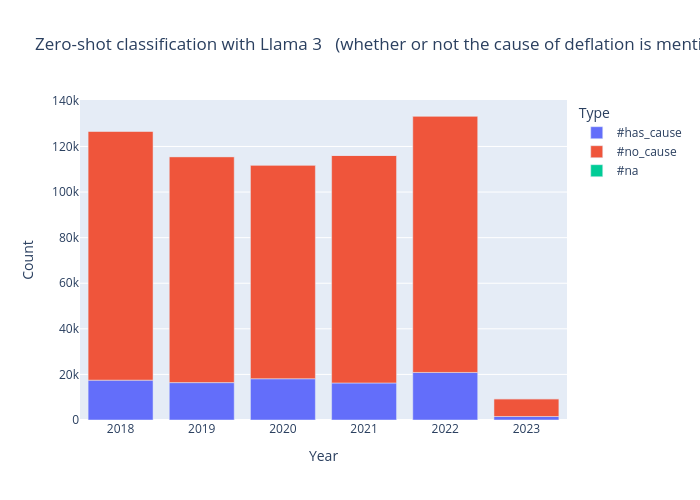 Zero-shot classification with Llama 3 (whether or not the cause of deflation is menti
Type
#has_cause
#no_cause
#na
140k
120k
100k
80k
60k
40k
20k
0
Count
2018 2019 2020 2021 2022 2023
Year